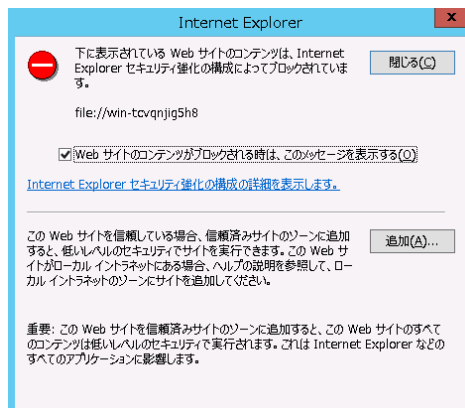 Internet Explorer
x
下に表示されている Web サイトのコンテンツは、Internet
Explorer セキュリティ強化の構成によってブロックされていま
す。
閉じる(C)
file://win-tcvqnjig5h8
Web サイトのコンテンツがブロックされる時は、このメッセージを表示する(O)
Internet Explorer セキュリティ強化の構成の詳細を表示します。
この Web サイトを信頼している場合、信頼済みサイトのゾーンに追加
すると、低いレベルのセキュリティでサイトを実行できます。この Web サ
イトがローカル イントラネットにある場合、ヘルプの説明を参照して、ロー
カル イントラネットのゾーンにサイトを追加してください。
追加(A)...
重要: この Web サイトを信頼済みサイトのゾーンに追加すると、この Web サイトのすべて
のコンテンツは低いレベルのセキュリティで実行されます。これは Internet Explorer などの
すべてのアプリケーションに影響します。